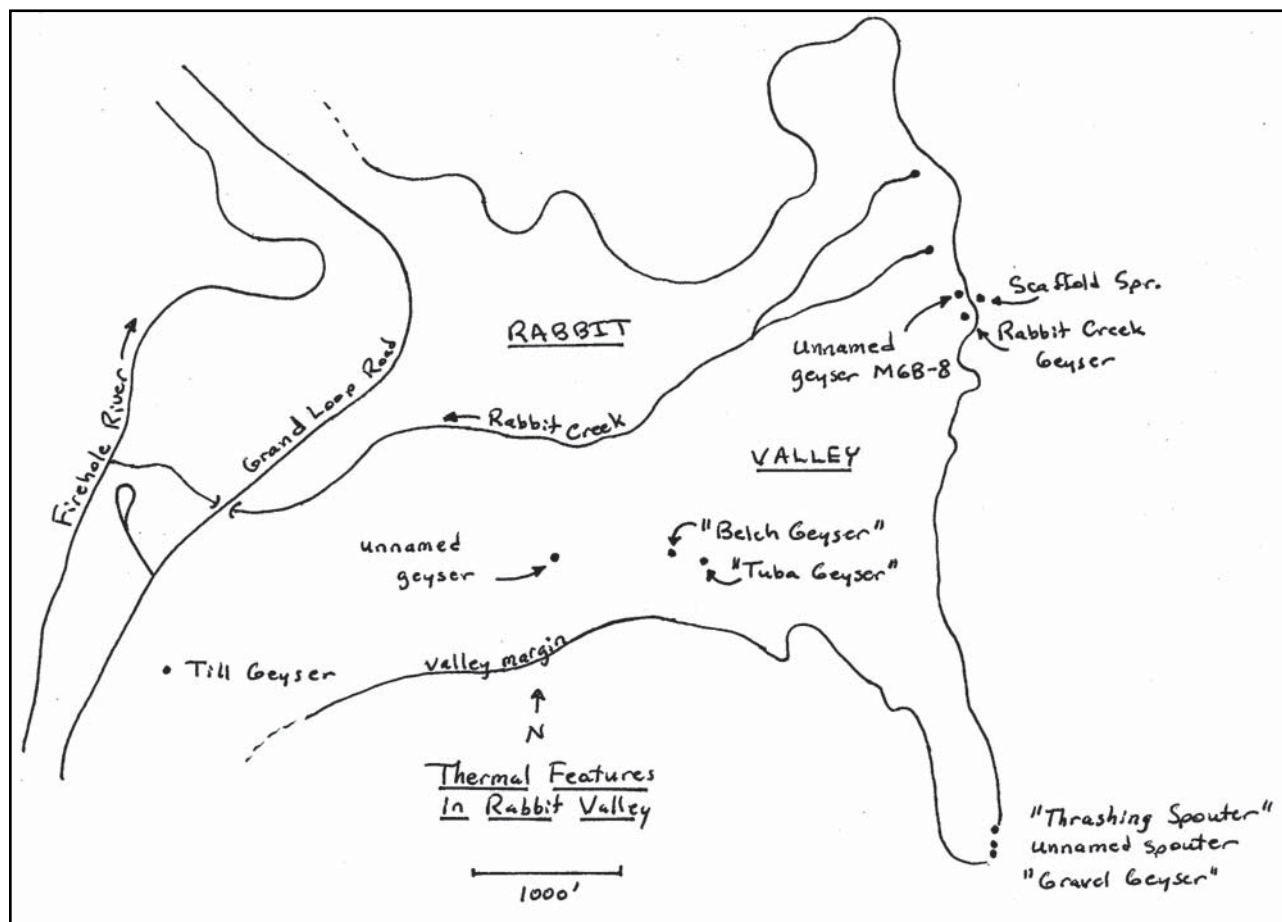 Scaffold Spr.
RABBIT
unnamed
geyser MGB-8
Rabbit Creek
Geyser
Firehole River
Grand Loop Road
Rabbit Creek
VALLEY
unnamed
geyser
"Belch Geyser"
"Tuba Geyser"
Till Geyser
Valley margin
N
Thermal Features
In Rabbit Valley
1000'
"Thrashing Spouter"
unnamed spouter
"Gravel Geyser"